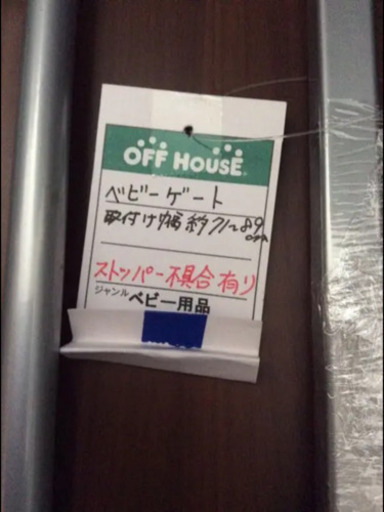 OFF HOUSE
ベビーゲート
取付け幅 約71~89cm
ストッパー不具合有り
ジャンル ベビー用品